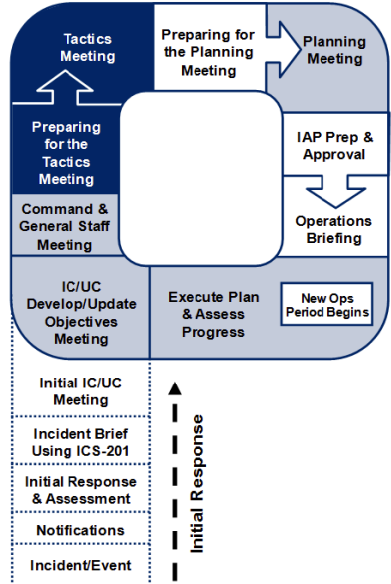 Tactics
Meeting
Preparing for
the Planning
Meeting
Planning
Meeting
Preparing
for the
Tactics
Meeting
IAP Prep &
Approval
Command &
General Staff
Meeting
Operations
Briefing
IC/UC
Develop/Update
Objectives
Meeting
Execute Plan
& Assess
Progress
New Ops
Period Begins
Initial IC/UC
Meeting
Incident Brief
Using ICS-201
Initial Response
& Assessment
Notifications
Incident/Event
Initial Response